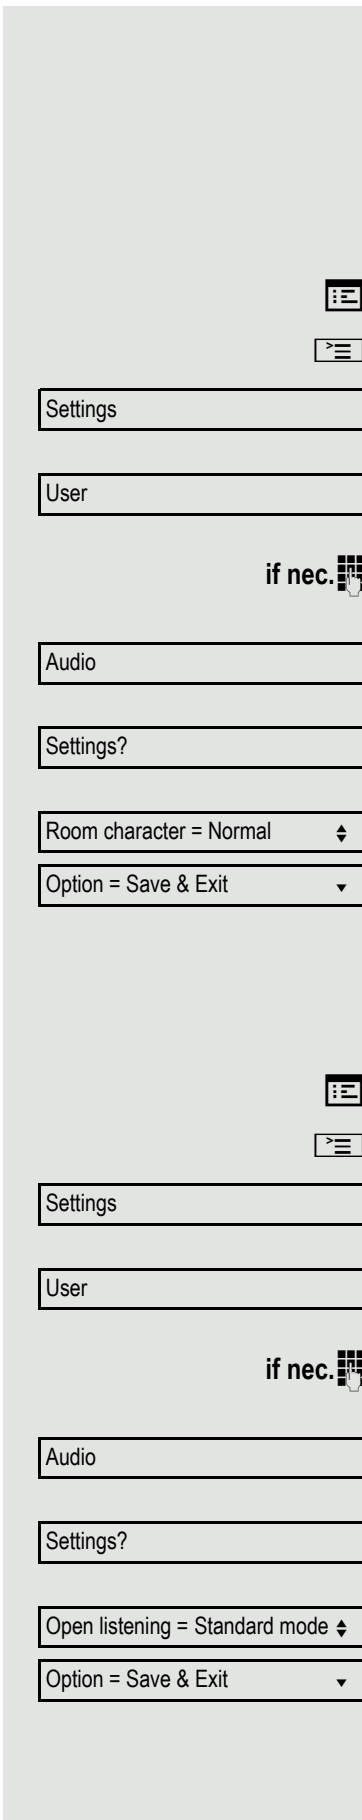 Settings
User
if nec.
Audio
Settings?
Room character = Normal
Option = Save & Exit
Settings
User
if nec.
Audio
Settings?
Open listening = Standard mode
Option = Save & Exit